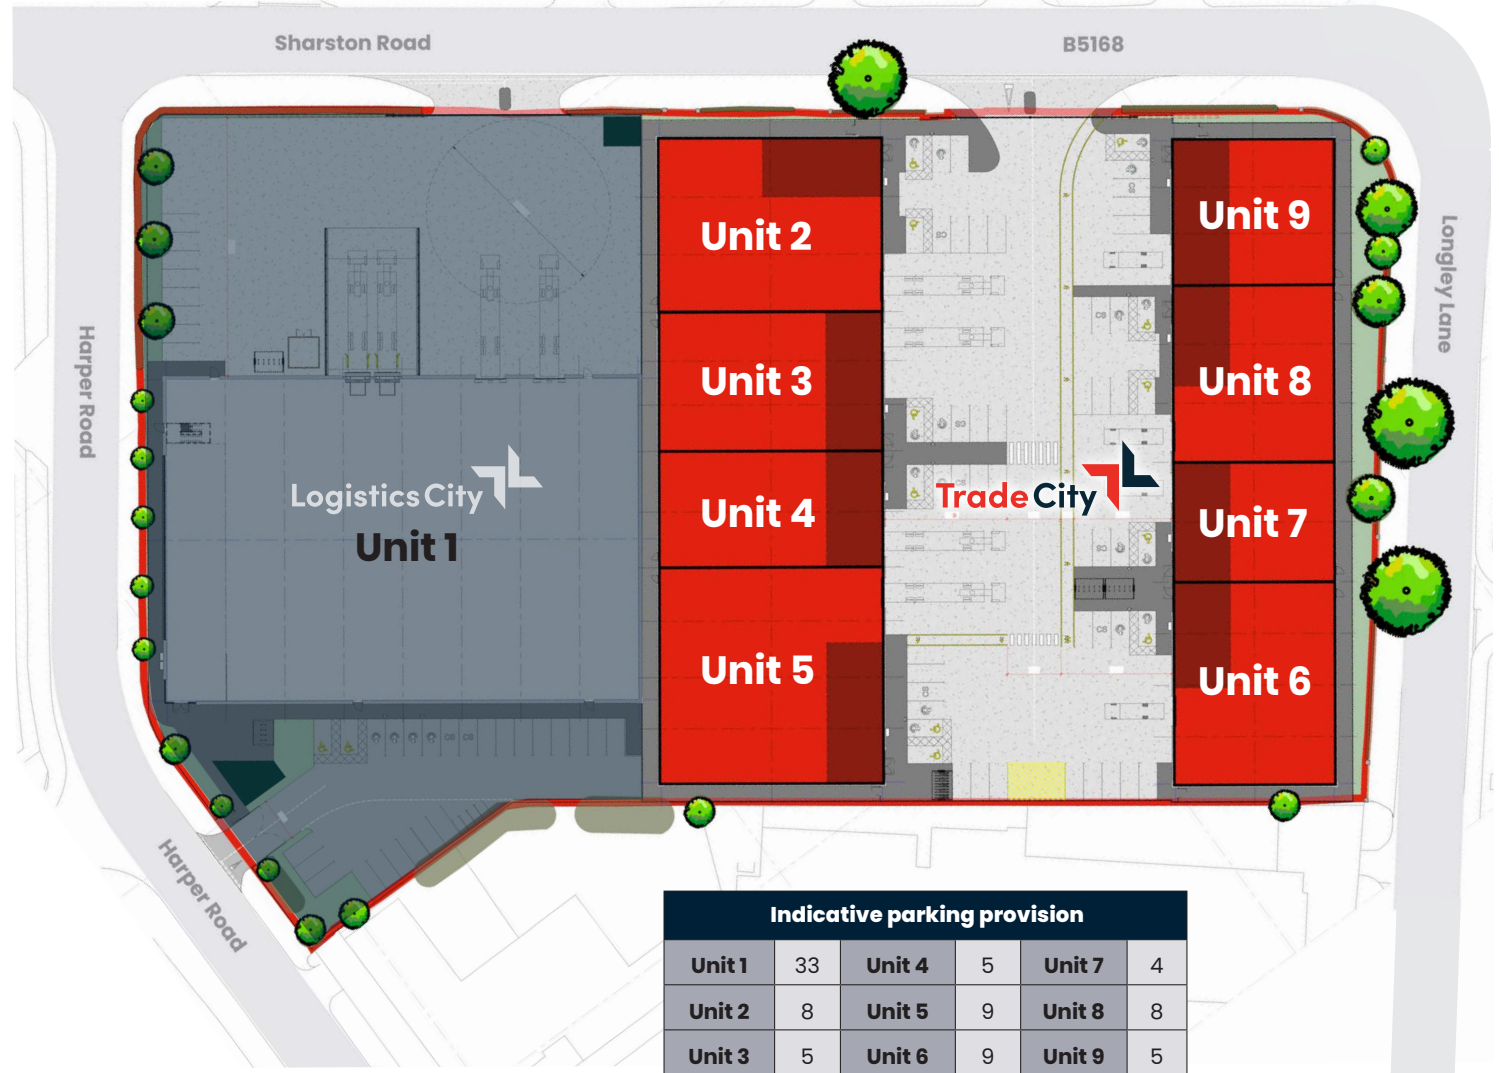 Sharston Road
B5168
Harper Road
Longley Lane
Unit 2
Unit 9
Unit 3
Unit 8
Logistics City
Trade City
Unit 1
Unit 4
Unit 7
Unit 5
Unit 6
Harper Road
Indicative parking provision
Unit 1 33 Unit 4 5 Unit 7 4
Unit 2 8 Unit 5 9 Unit 8 8
Unit 3 5 Unit 6 9 Unit 9 5